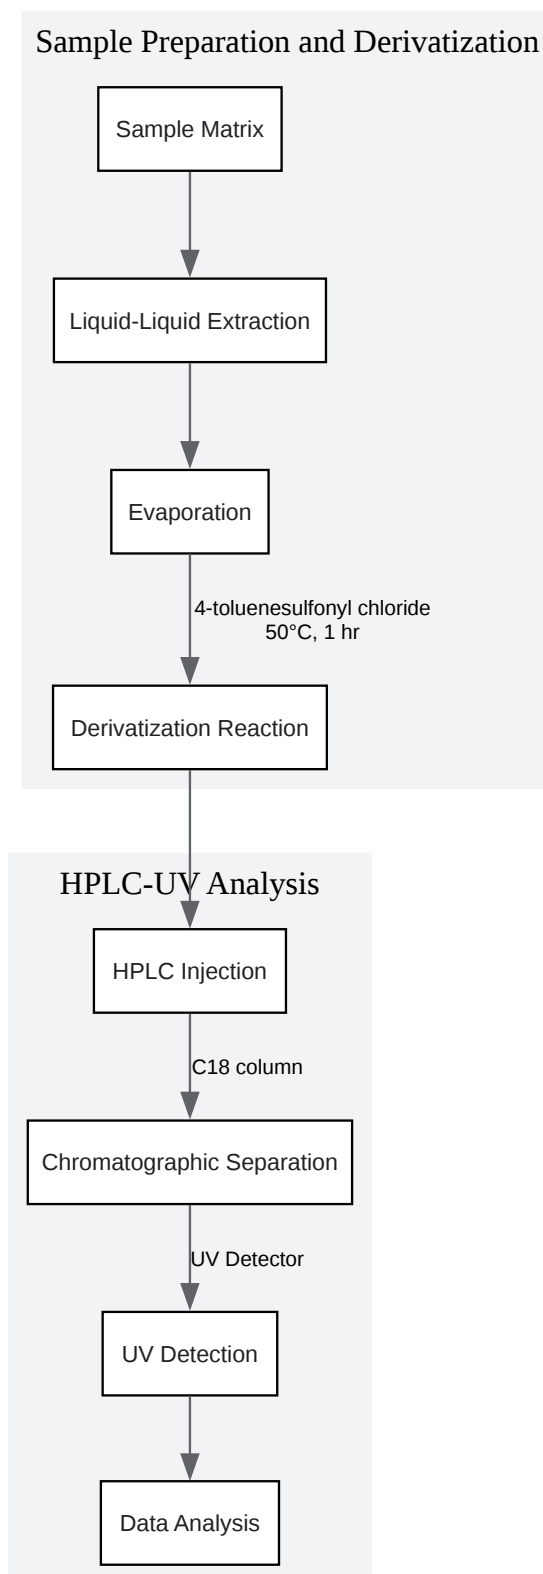 Sample Preparation and Derivatization
Sample Matrix
Liquid-Liquid Extraction
Evaporation
4-toluenesulfonyl chloride
50°C, 1 hr
Derivatization Reaction
HPLC-UV Analysis
HPLC Injection
C18 column
Chromatographic Separation
UV Detector
UV Detection
Data Analysis